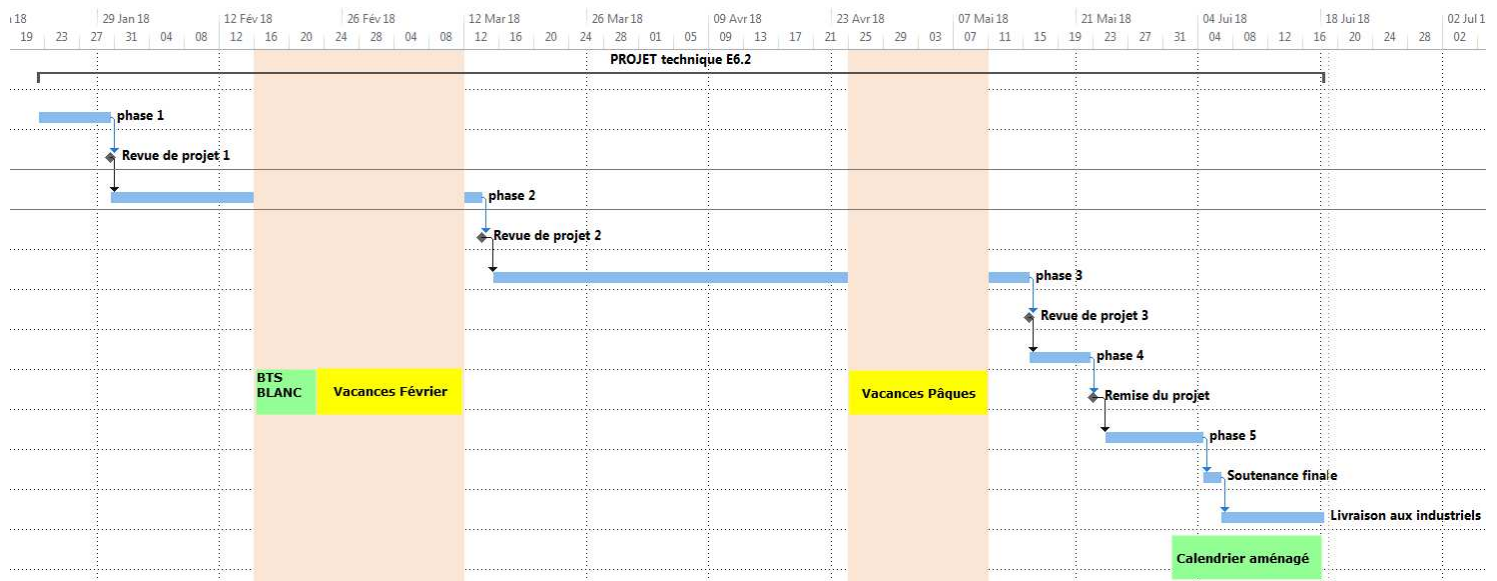 ı 18 29 Jan 18 12 Fév 18 26 Fév 18 12 Mar 18 26 Mar 18 09 Avr 18 23 Avr 18 07 Mai 18 21 Mai 18 04 Jui 18 18 Jui 18 02 Jul 1
19 23 27 31 04 08 12 16 20 24 28 04 08 12 16 20 24 28 01 05 09 13 17 21 25 29 03 07 11 15 19 23 27 31 04 08 12 16 20 24 28 02
PROJET technique E6.2
phase 1
Revue de projet 1
phase 2
Revue de projet 2
phase 3
Revue de projet 3
phase 4
BTS
BLANC
Vacances Février
Vacances Pâques
Remise du projet
phase 5
Soutenance finale
Livraison aux industriels
Calendrier aménagé